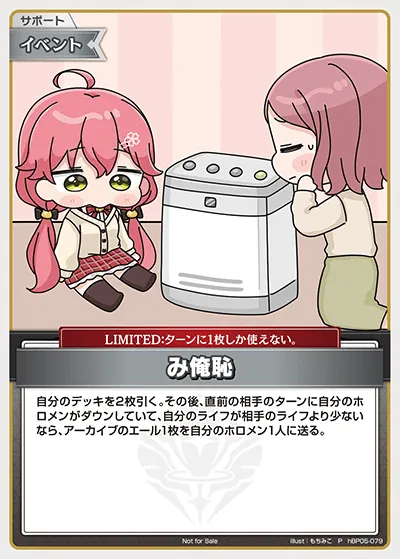 サポート
イベント
LIMITED:ターンに1枚しか使えない。
み俺恥
自分のデッキを2枚引く。その後、直前の相手のターンに自分のホ
ロメンがダウンしていて、自分のライフが相手のライフより少ない
なら、アーカイブのエール1枚を自分のホロメン1人に送る。
Not for Sale
illust:もちみこ P hBP05-079